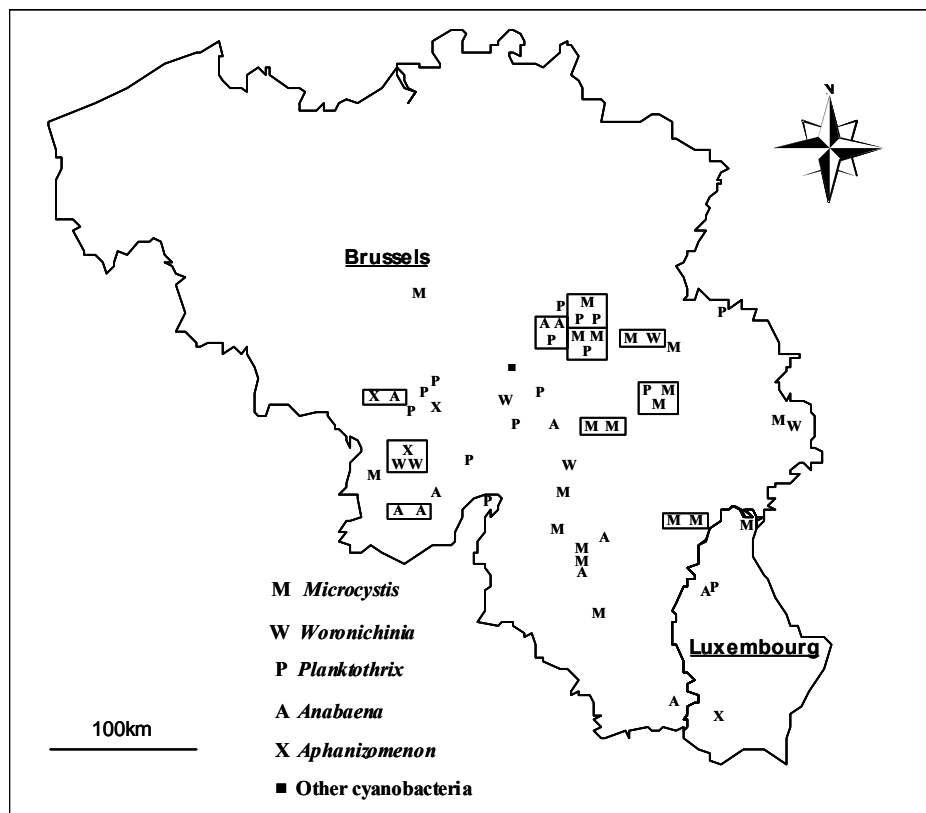 N
Brussels
M
P M
A A P P
P M M M W P
P M
P
X A P W P P M
P X M M W
P A M M
X
W W P W
M
A P M
A A M M M
M A
M
A
A P
M
M Microcystis
W Woronichinia
P Planktothrix
A Anabaena
X Aphanizomenon
Other cyanobacteria
Luxembourg
A X
100km